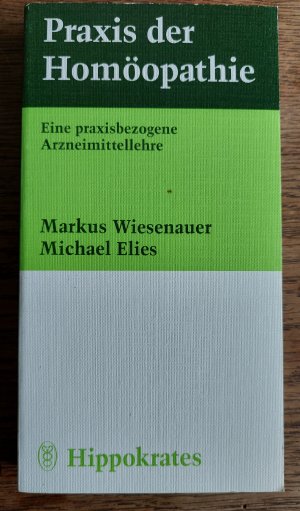 Praxis der
Homöopathie
Eine praxisbezogene
Arzneimittellehre
Markus Wiesenauer
Michael Elies
Hippokrates